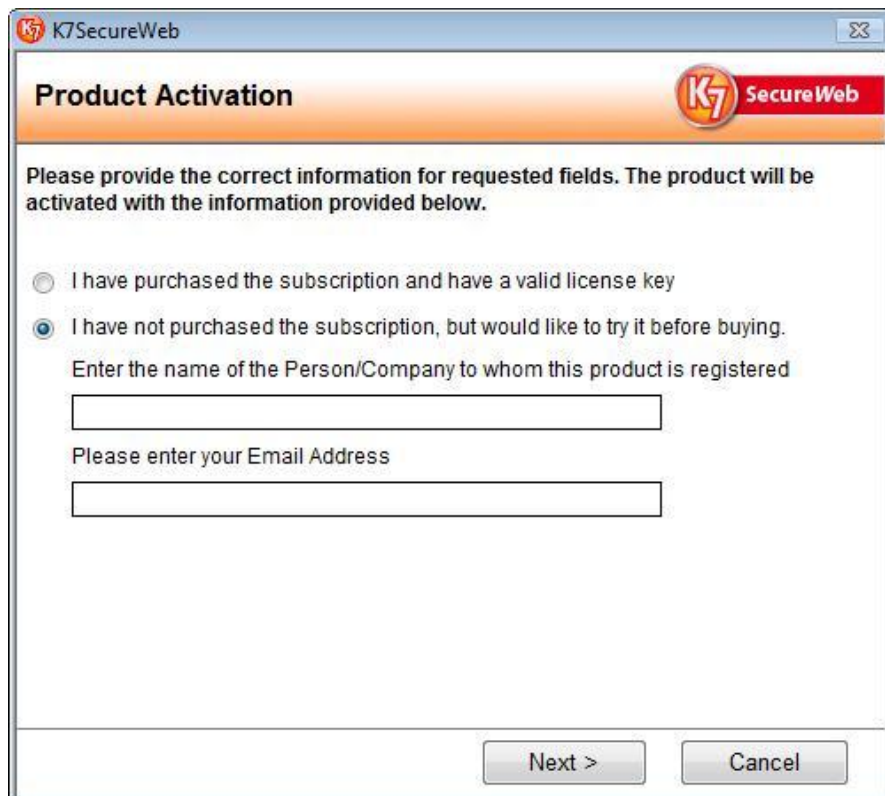 K7SecureWeb
Product Activation
K7 SecureWeb
Please provide the correct information for requested fields. The product will be
activated with the information provided below.
I have purchased the subscription and have a valid license key
I have not purchased the subscription, but would like to try it before buying.
Enter the name of the Person/Company to whom this product is registered
Please enter your Email Address
Next >
Cancel